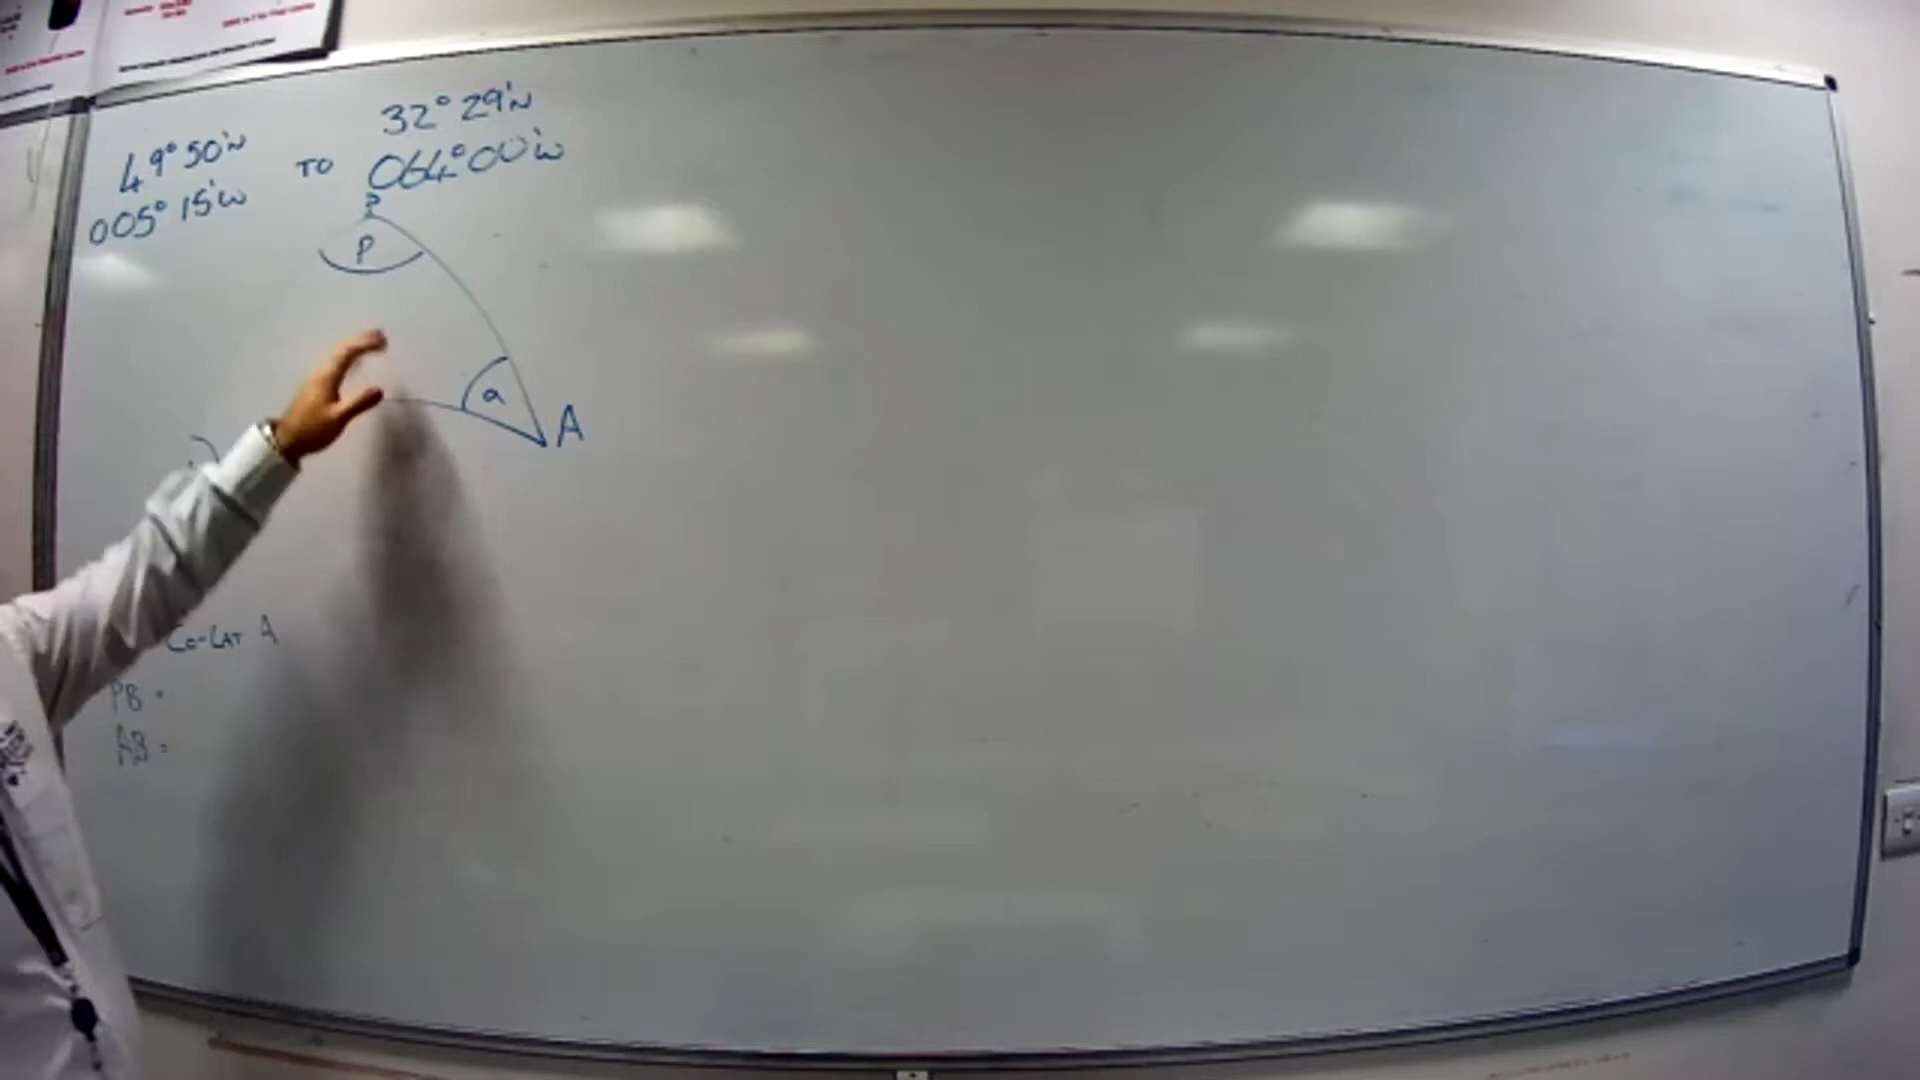 32° 29'N
49° 50'N TO 064° 00'W
005° 15'W
P
P
a
A
Co-LAT A
PB =
AB =